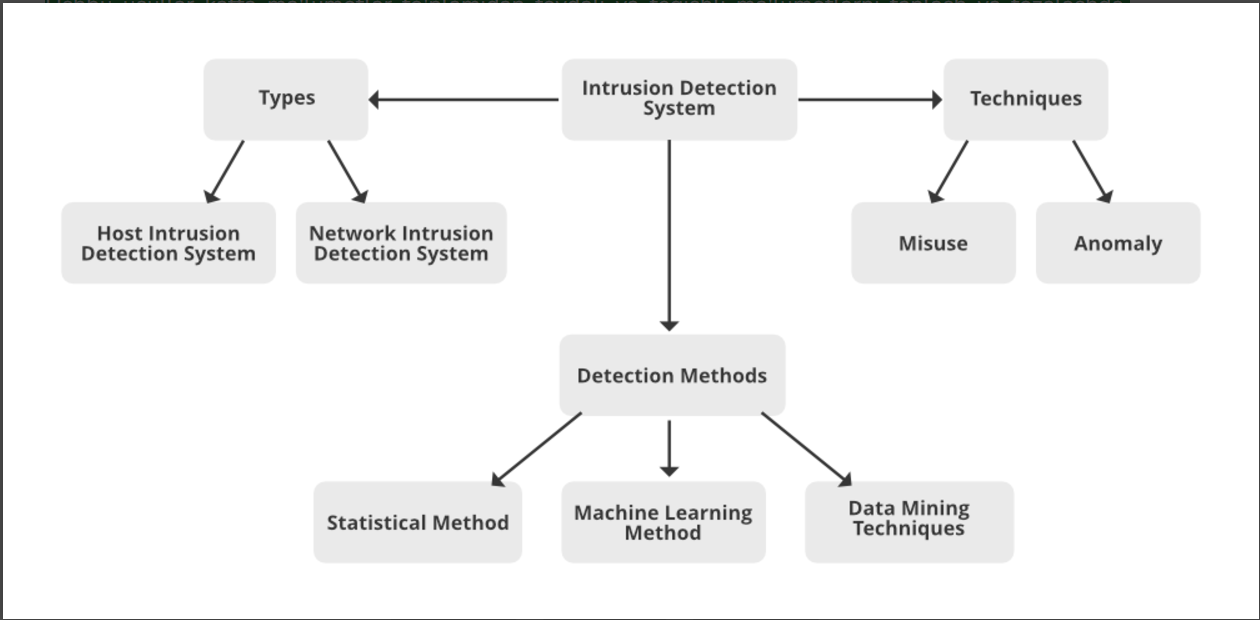 Types
Intrusion Detection
System
Techniques
Host Intrusion
Detection System
Network Intrusion
Detection System
Misuse
Anomaly
Detection Methods
Statistical Method
Machine Learning
Method
Data Mining
Techniques